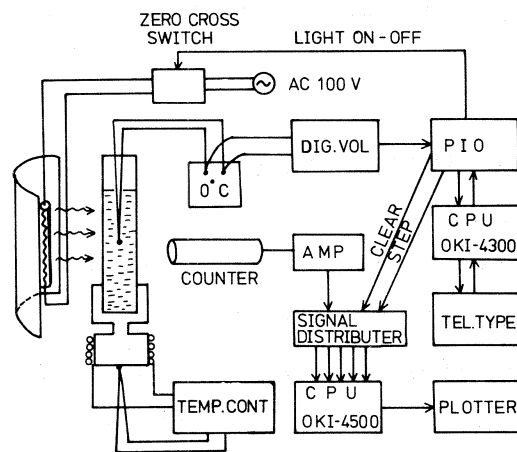 ZERO CROSS
SWITCH
LIGHT ON-OFF
AC 100 V
0°C
DIG.VOL
PIO
CLEAR
STEP
CPU
OKI-4300
COUNTER
AMP
SIGNAL
DISTRIBUTER
TEL.TYPE
TEMP.CONT
CPU
OKI-4500
PLOTTER